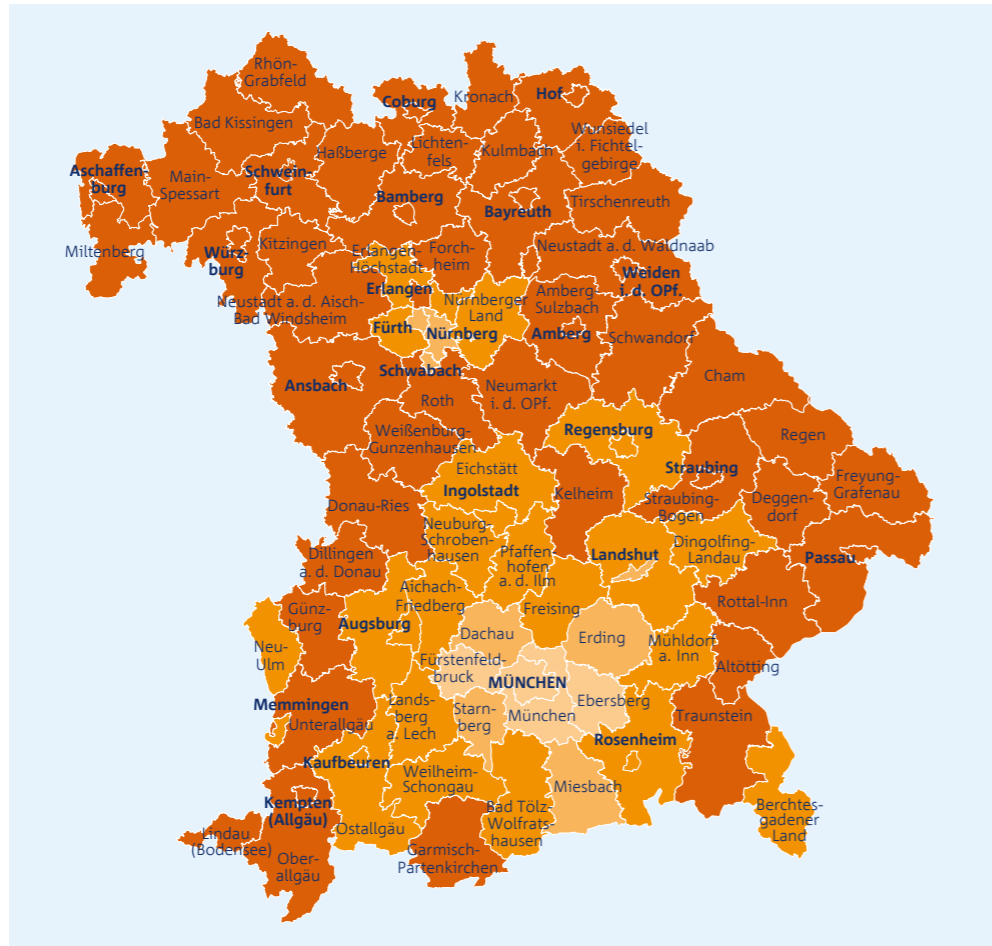 Rhön-
Grabfeld
Coburg
Kronach
Hof
Bad Kissingen
Wunsiedel
i. Fichtel-
gebirge
Haßberge
Lichten-
fels
Kulmbach
Aschaffen-
burg
Main-
Spessart
Schwein-
furt
Bamberg
Bayreuth
Tirschenreuth
Miltenberg
Würz-
burg
Kitzingen
Erlangen-
Höchstadt
Forch-
heim
Neustadt a. d. Waldnaab
Weiden
i. d. OPf.
Erlangen
Neustadt a. d. Aisch-
Bad Windsheim
Nürnberger
Land
Amberg-
Sulzbach
Fürth
Nürnberg
Amberg
Schwandorf
Ansbach
Schwabach
Roth
Neumarkt
i. d. OPf.
Cham
Weißenburg-
Gunzenhausen
Regensburg
Regen
Eichstätt
Ingolstadt
Kelheim
Straubing
Straubing-
Bogen
Deggen-
dorf
Freyung-
Grafenau
Donau-Ries
Neuburg-
Schroben-
hausen
Pfaffen-
hofen
a. d. Ilm
Landshut
Dingolfing-
Landau
Passau
Dillingen
a. d. Donau
Aichach-
Friedberg
Freising
Rottal-Inn
Günz-
burg
Augsburg
Dachau
Erding
Mühldorf
a. Inn
Neu-
Ulm
Fürstenfeld-
bruck
MÜNCHEN
Altötting
Memmingen
Unterallgäu
Lands-
berg
a. Lech
Starn-
berg
München
Ebersberg
Traunstein
Rosenheim
Kaufbeuren
Weilheim-
Schongau
Miesbach
Kempten
(Allgäu)
Ostallgäu
Bad Tölz-
Wolfrats-
hausen
Berchtes-
gadener
Land
Lindau
(Bodensee)
Ober-
allgäu
Garmisch-
Partenkirchen